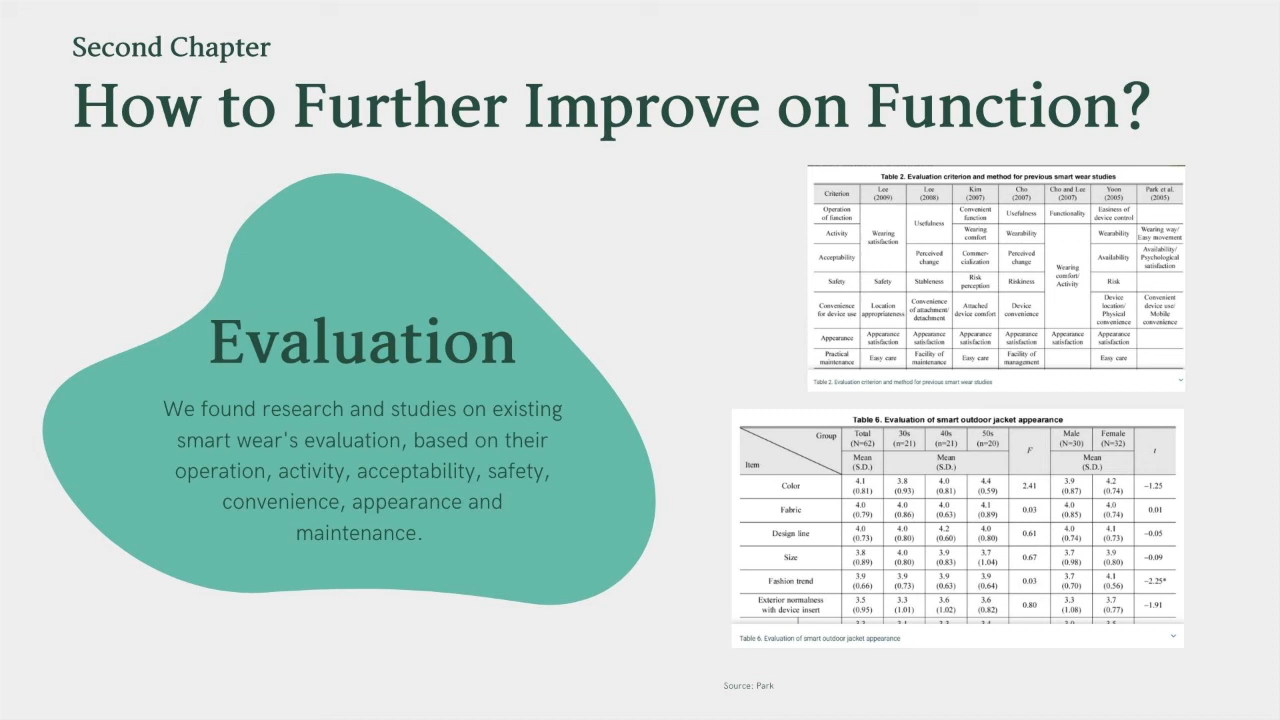 Second Chapter
How to Further Improve on Function?
Evaluation
We found research and studies on existing
smart wear's evaluation, based on their
operation, activity, acceptability, safety,
convenience, appearance and
maintenance.
Table 2. Evaluation criterion and method for previous smart wear studies
Criterion Lee (2009) Lee (2008) Kim (2007) Cho (2007) Cho and Lee (2007) Yoon (2005) Park et al. (2005)
Operation of function Wearing satisfaction Usefulness Convenient function Usefulness Functionality Easiness of device control
Activity Wearing comfort Wearability Wearing comfort/ Activity Wearability Wearing way/ Easy movement
Acceptability Perceived change Commer-cialization Perceived change Availability Availability/ Psychological satisfaction
Safety Safety Stableness Risk perception Riskiness Risk
Convenience for device use Location appropriateness Convenience of attachment/ detachment Attached device comfort Device convenience Device location/ Physical convenience Convenient device use/ Mobile convenience
Appearance Appearance satisfaction Appearance satisfaction Appearance satisfaction Appearance satisfaction Appearance satisfaction Appearance satisfaction
Practical maintenance Easy care Facility of maintenance Easy care Facility of management Easy care
Table 2. Evaluation criterion and method for previous smart wear studies
Table 6. Evaluation of smart outdoor jacket appearance
Group Total (N=62) 30s (n=21) 40s (n=21) 50s (n=20) F Male (N=30) Female (N=32) t
Item Mean (S.D.) Mean (S.D.) Mean (S.D.)
Color 4.1 (0.81) 3.8 (0.93) 4.0 (0.81) 4.4 (0.59) 2.41 3.9 (0.87) 4.2 (0.74) −1.25
Fabric 4.0 (0.79) 4.0 (0.86) 4.0 (0.63) 4.1 (0.89) 0.03 4.0 (0.85) 4.0 (0.74) 0.01
Design line 4.0 (0.73) 4.0 (0.80) 4.2 (0.60) 4.0 (0.80) 0.61 4.0 (0.74) 4.1 (0.73) −0.05
Size 3.8 (0.89) 4.0 (0.80) 3.9 (0.83) 3.7 (1.04) 0.67 3.7 (0.98) 3.9 (0.80) −0.09
Fashion trend 3.9 (0.66) 3.9 (0.73) 3.9 (0.63) 3.9 (0.64) 0.03 3.7 (0.70) 4.1 (0.56) −2.25*
Exterior normalness with device insert 3.5 (0.95) 3.3 (1.01) 3.6 (1.02) 3.6 (0.82) 0.80 3.3 (1.08) 3.7 (0.77) −1.91
Table 6. Evaluation of smart outdoor jacket appearance
Source: Park